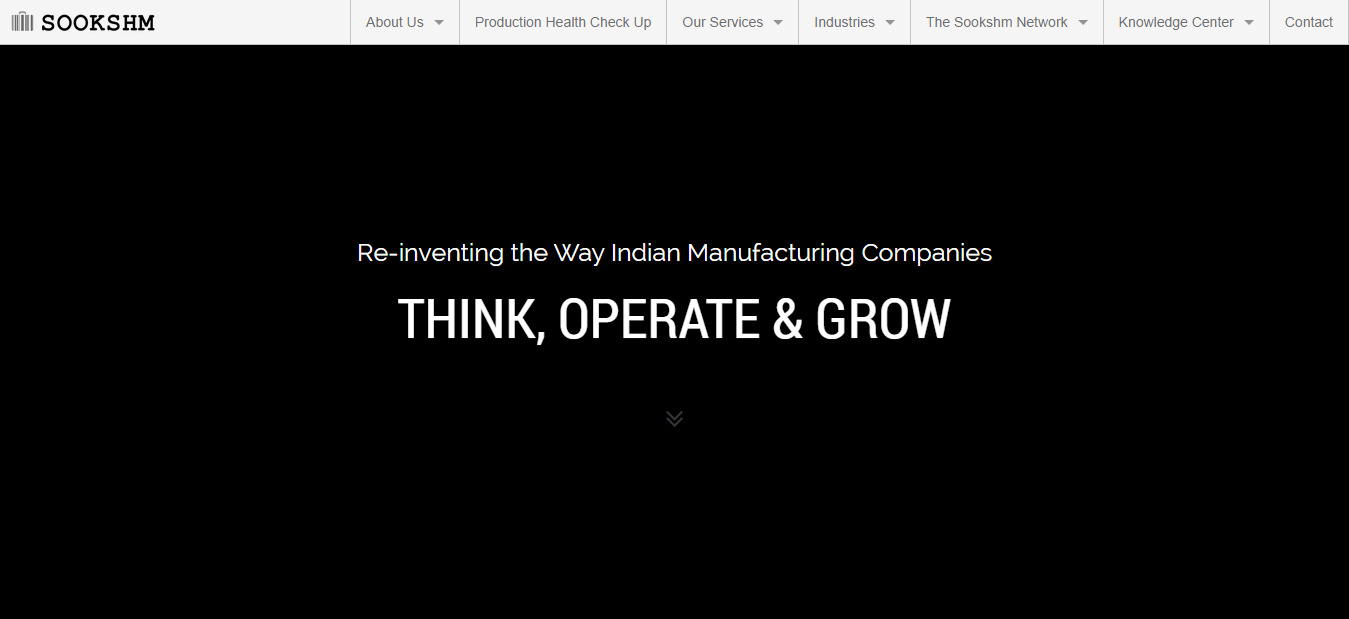 SOOKSHM
About Us
Production Health Check Up
Our Services
Industries
The Sookshm Network
Knowledge Center
Contact
Re-inventing the Way Indian Manufacturing Companies
THINK, OPERATE & GROW